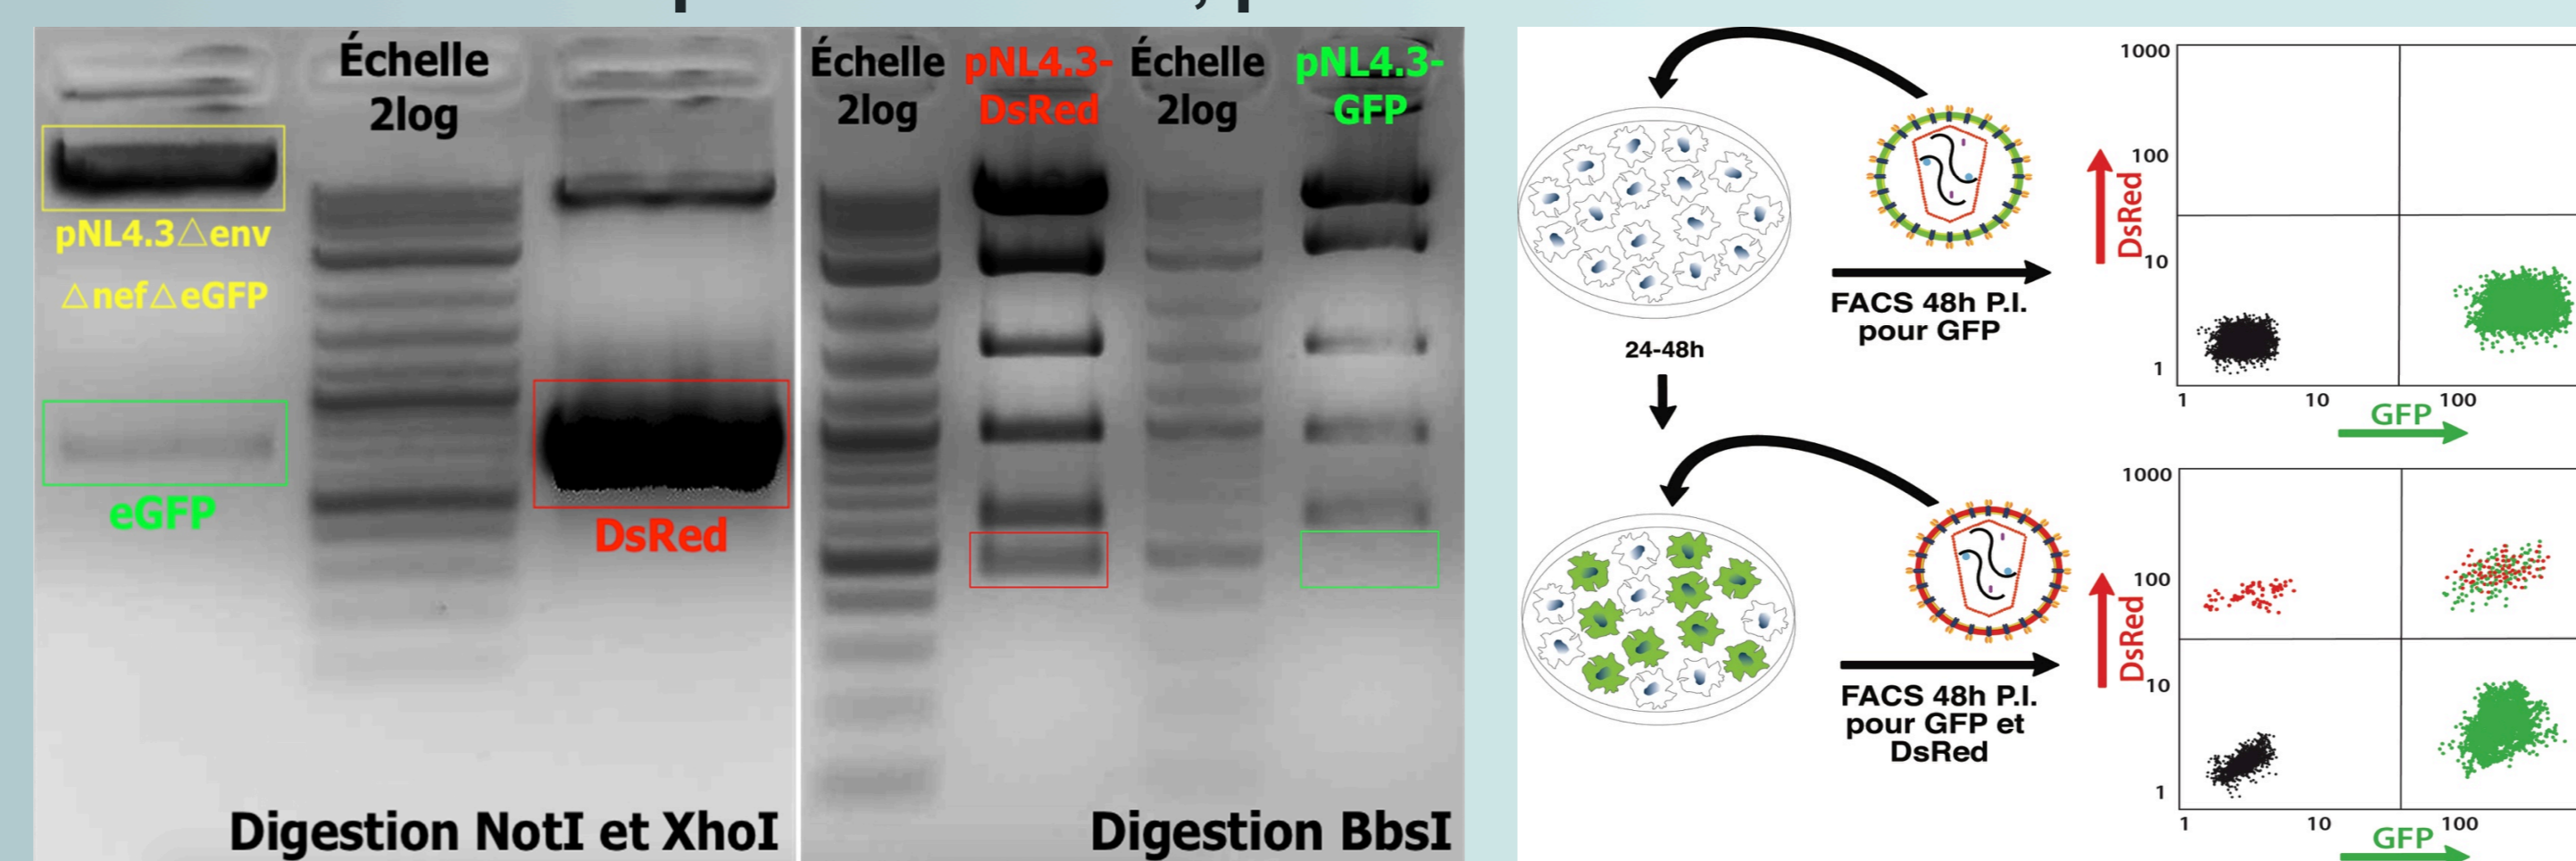 Échelle
2log
pNL4.3△env
△nef△eGFP
eGFP
DsRed
Digestion NotI et XhoI
Échelle
2log
pNL4.3-
DsRed
Échelle
2log
pNL4.3-
GFP
Digestion BbsI
24-48h
FACS 48h P.I.
pour GFP
1000
100
10
1
DsRed
1
10
100
GFP
FACS 48h P.I.
pour GFP et
DsRed
1000
100
10
1
DsRed
1
10
100
GFP